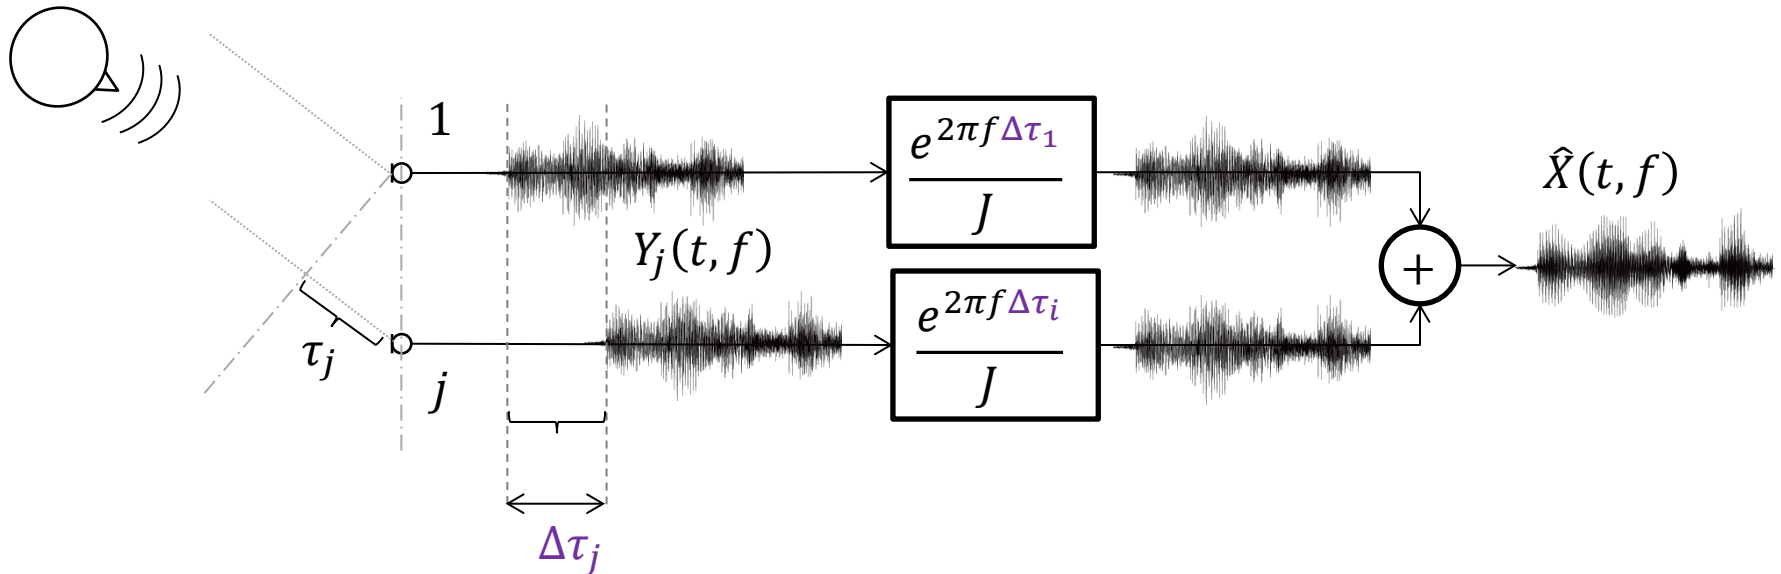 1
e^{2πfΔτ_1}
J
X̂(t, f)
Y_j(t, f)
e^{2πfΔτ_i}
J
τ_j
j
+
Δτ_j